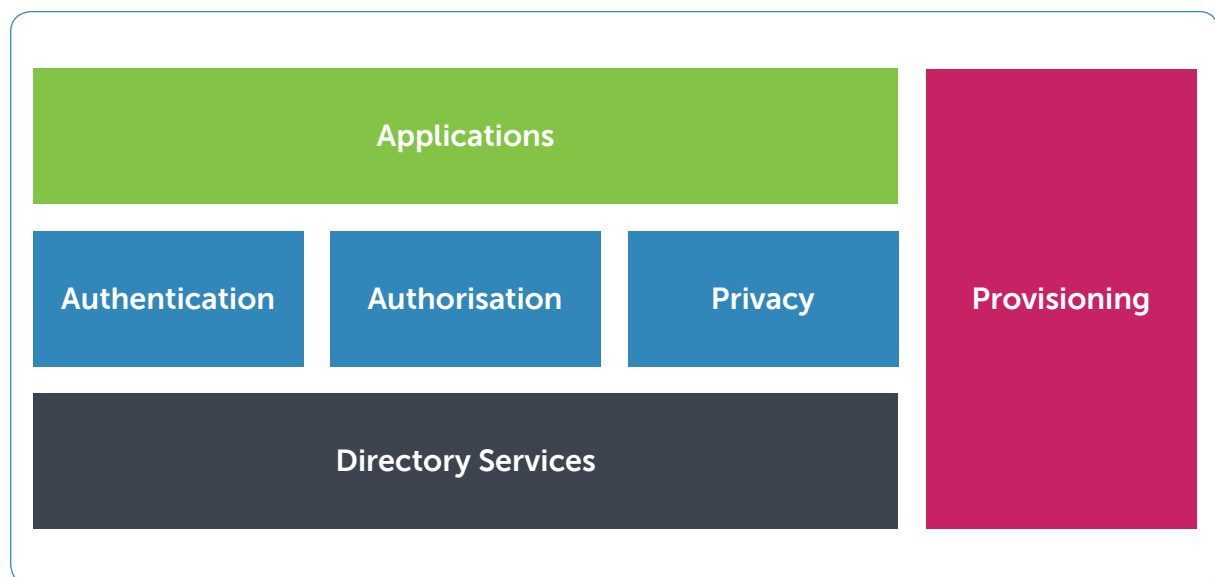 Applications
Authentication
Authorisation
Privacy
Provisioning
Directory Services